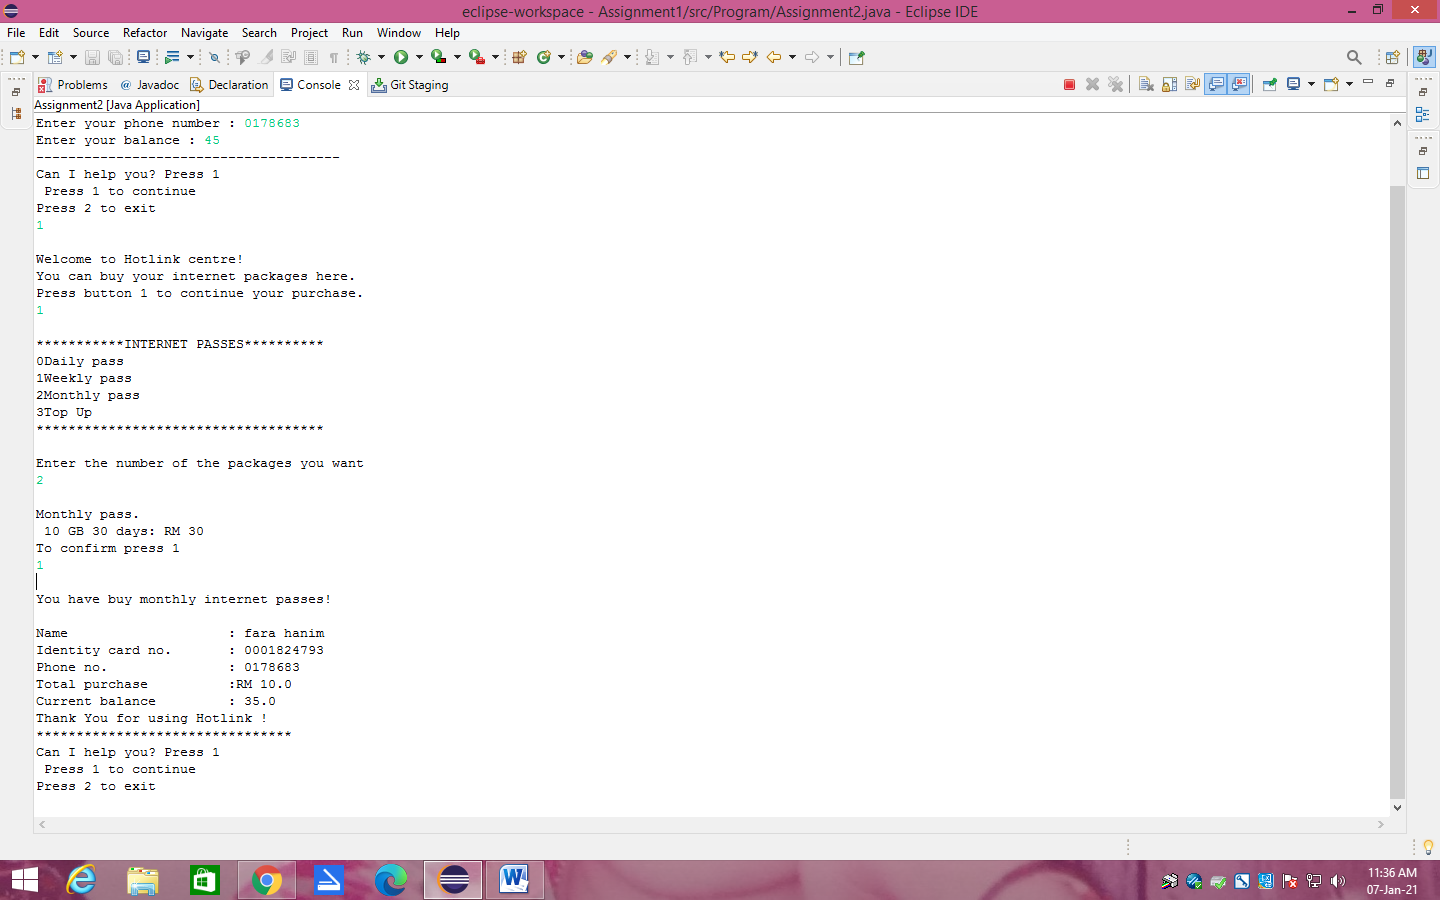 eclipse-workspace - Assignment1/src/Program/Assignment2.java - Eclipse IDE
File Edit Source Refactor Navigate Search Project Run Window Help
Problems @ Javadoc Declaration Console Git Staging
Assignment2 [Java Application]
Enter your phone number : 0178683
Enter your balance : 45
--------------------------------------
Can I help you? Press 1
Press 1 to continue
Press 2 to exit
1
Welcome to Hotlink centre!
You can buy your internet packages here.
Press button 1 to continue your purchase.
1
***********INTERNET PASSES**********
0Daily pass
1Weekly pass
2Monthly pass
3Top Up
************************************
Enter the number of the packages you want
2
Monthly pass.
10 GB 30 days: RM 30
To confirm press 1
1
You have buy monthly internet passes!
Name : fara hanim
Identity card no. : 0001824793
Phone no. : 0178683
Total purchase :RM 10.0
Current balance : 35.0
Thank You for using Hotlink !
********************************
Can I help you? Press 1
Press 1 to continue
Press 2 to exit
11:36 AM
07-Jan-21